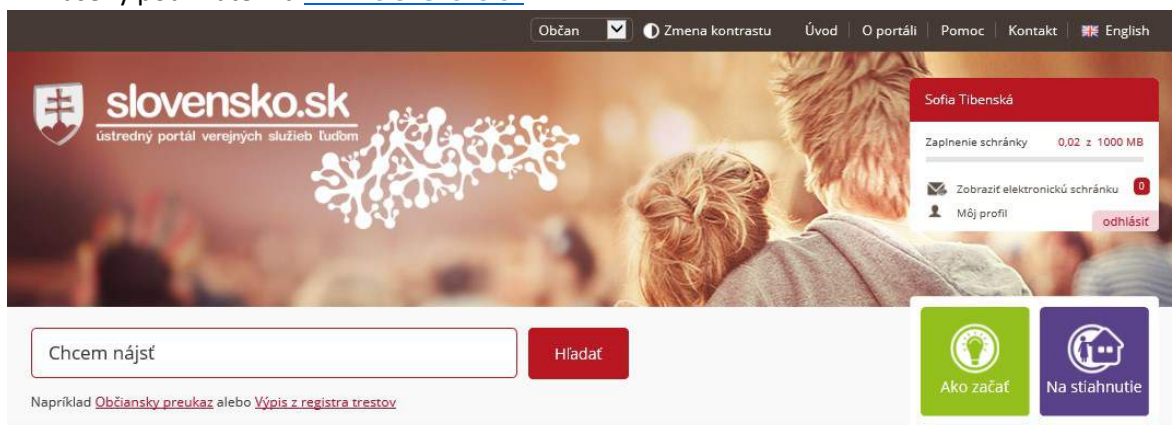 Občan Zmena kontrastu Úvod O portáli Pomoc Kontakt English
slovensko.sk
ústredný portál verejných služieb ľuďom
Sofia Tibenská
Zaplnenie schránky 0,02 z 1000 MB
Zobraziť elektronickú schránku 0
Môj profil
odhlásiť
Chcem nájsť
Hľadať
Napríklad Občiansky preukaz alebo Výpis z registra trestov
Ako začať
Na stiahnutie